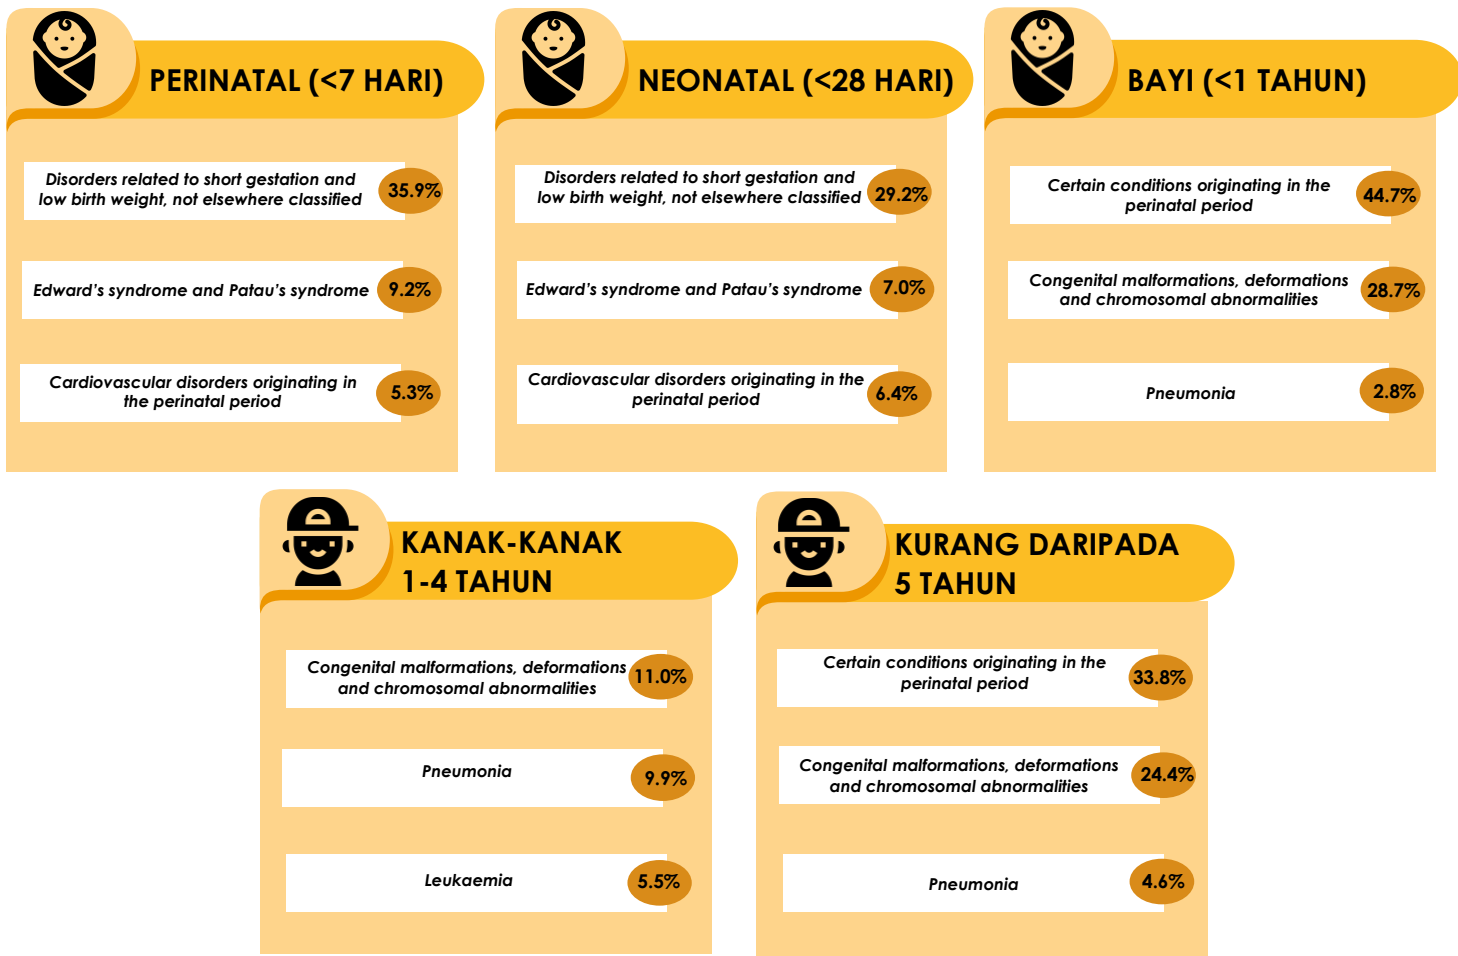 PERINATAL (<7 HARI)
Disorders related to short gestation and
low birth weight, not elsewhere classified
35.9%
Edward's syndrome and Patau's syndrome
9.2%
Cardiovascular disorders originating in
the perinatal period
5.3%
NEONATAL (<28 HARI)
Disorders related to short gestation and
low birth weight, not elsewhere classified
29.2%
Edward's syndrome and Patau's syndrome
7.0%
Cardiovascular disorders originating in the
perinatal period
6.4%
BAYI (<1 TAHUN)
Certain conditions originating in the
perinatal period
44.7%
Congenital malformations, deformations
and chromosomal abnormalities
28.7%
Pneumonia
2.8%
KANAK-KANAK
1-4 TAHUN
Congenital malformations, deformations
and chromosomal abnormalities
11.0%
Pneumonia
9.9%
Leukaemia
5.5%
KURANG DARIPADA
5 TAHUN
Certain conditions originating in the
perinatal period
33.8%
Congenital malformations, deformations
and chromosomal abnormalities
24.4%
Pneumonia
4.6%